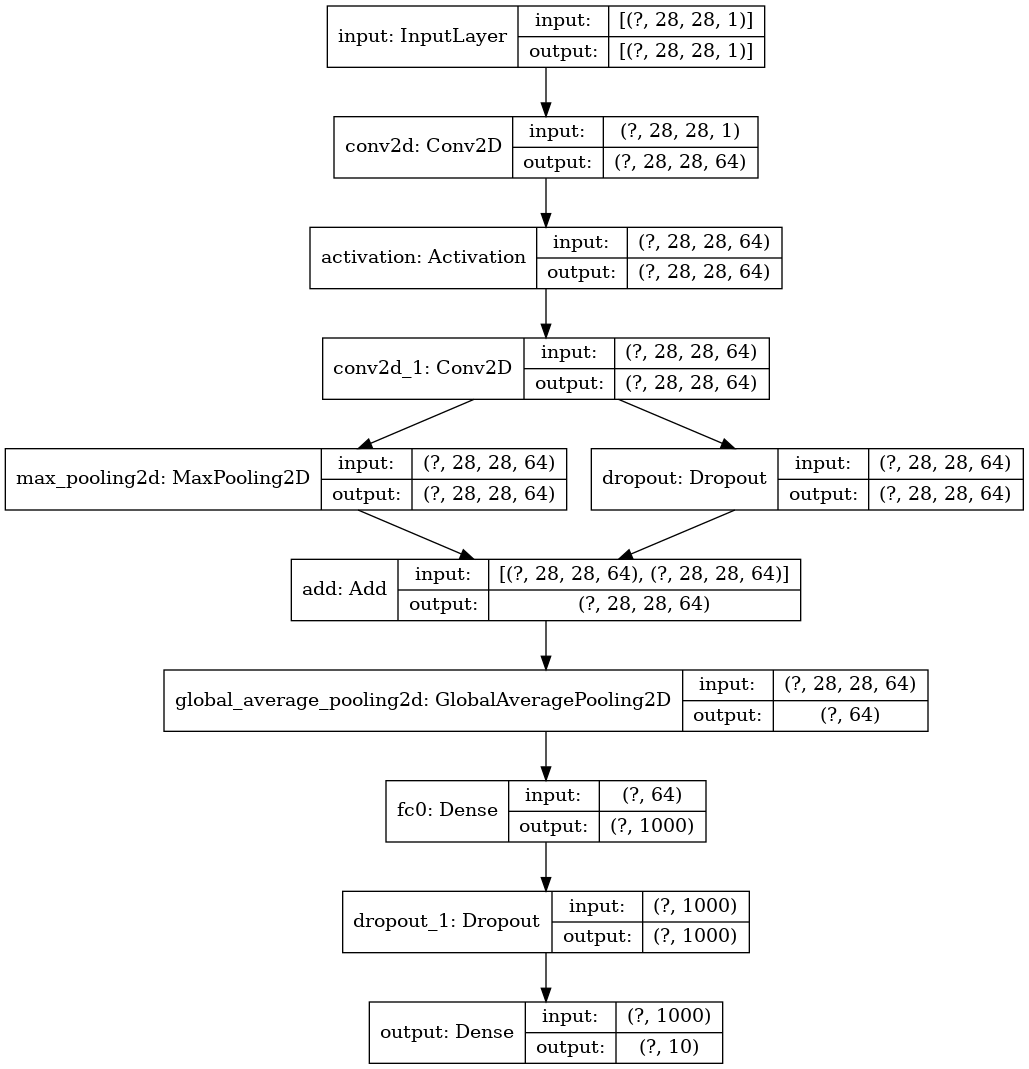 input: InputLayer
input: [(?, 28, 28, 1)]
output: [(?, 28, 28, 1)]
conv2d: Conv2D
input: (?, 28, 28, 1)
output: (?, 28, 28, 64)
activation: Activation
input: (?, 28, 28, 64)
output: (?, 28, 28, 64)
conv2d_1: Conv2D
input: (?, 28, 28, 64)
output: (?, 28, 28, 64)
max_pooling2d: MaxPooling2D
input: (?, 28, 28, 64)
output: (?, 28, 28, 64)
dropout: Dropout
input: (?, 28, 28, 64)
output: (?, 28, 28, 64)
add: Add
input: [(?, 28, 28, 64), (?, 28, 28, 64)]
output: (?, 28, 28, 64)
global_average_pooling2d: GlobalAveragePooling2D
input: (?, 28, 28, 64)
output: (?, 64)
fc0: Dense
input: (?, 64)
output: (?, 1000)
dropout_1: Dropout
input: (?, 1000)
output: (?, 1000)
output: Dense
input: (?, 1000)
output: (?, 10)